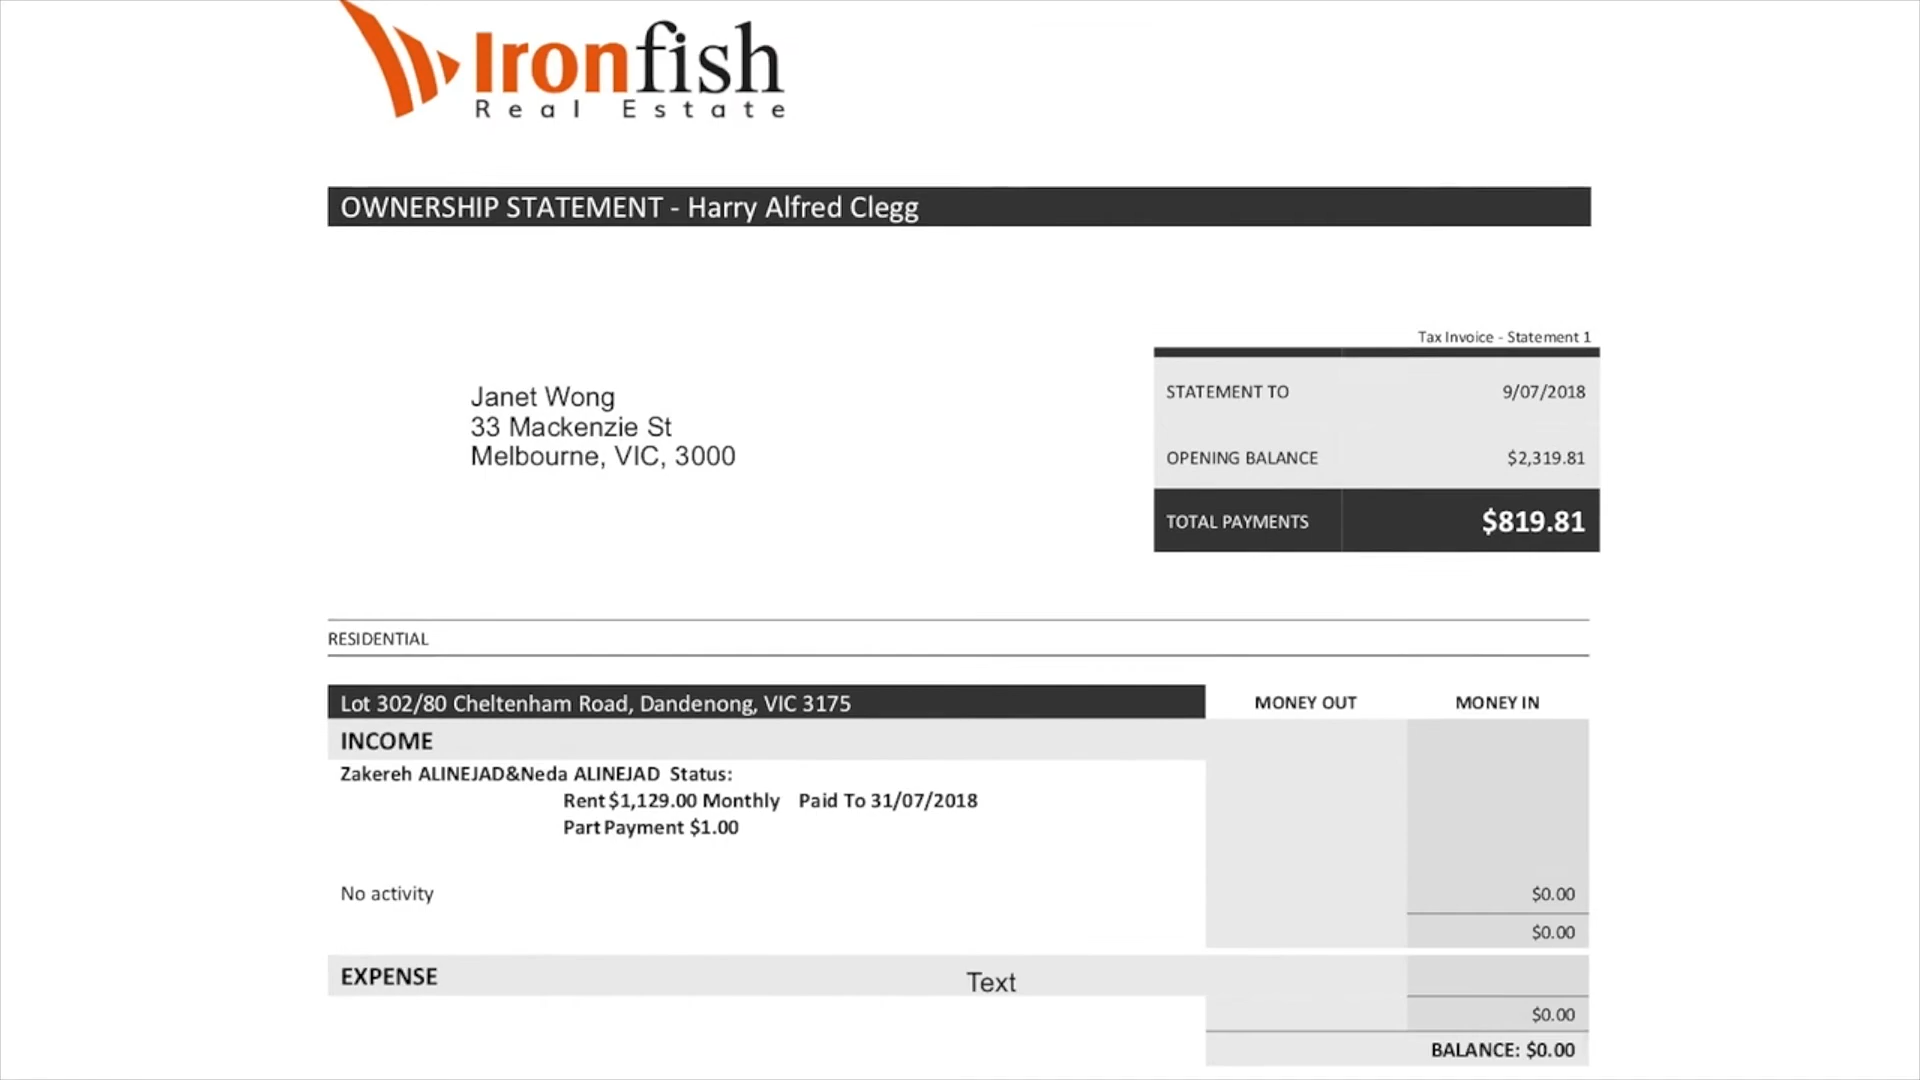 Ironfish
Real Estate
OWNERSHIP STATEMENT - Harry Alfred Clegg
Tax Invoice - Statement 1
Janet Wong
33 Mackenzie St
Melbourne, VIC, 3000
STATEMENT TO 9/07/2018
OPENING BALANCE $2,319.81
TOTAL PAYMENTS $819.81
RESIDENTIAL
Lot 302/80 Cheltenham Road, Dandenong, VIC 3175 MONEY OUT MONEY IN
INCOME
Zakereh ALINEJAD&Neda ALINEJAD Status:
Rent $1,129.00 Monthly Paid To 31/07/2018
Part Payment $1.00
No activity $0.00
$0.00
EXPENSE Text
$0.00
BALANCE: $0.00